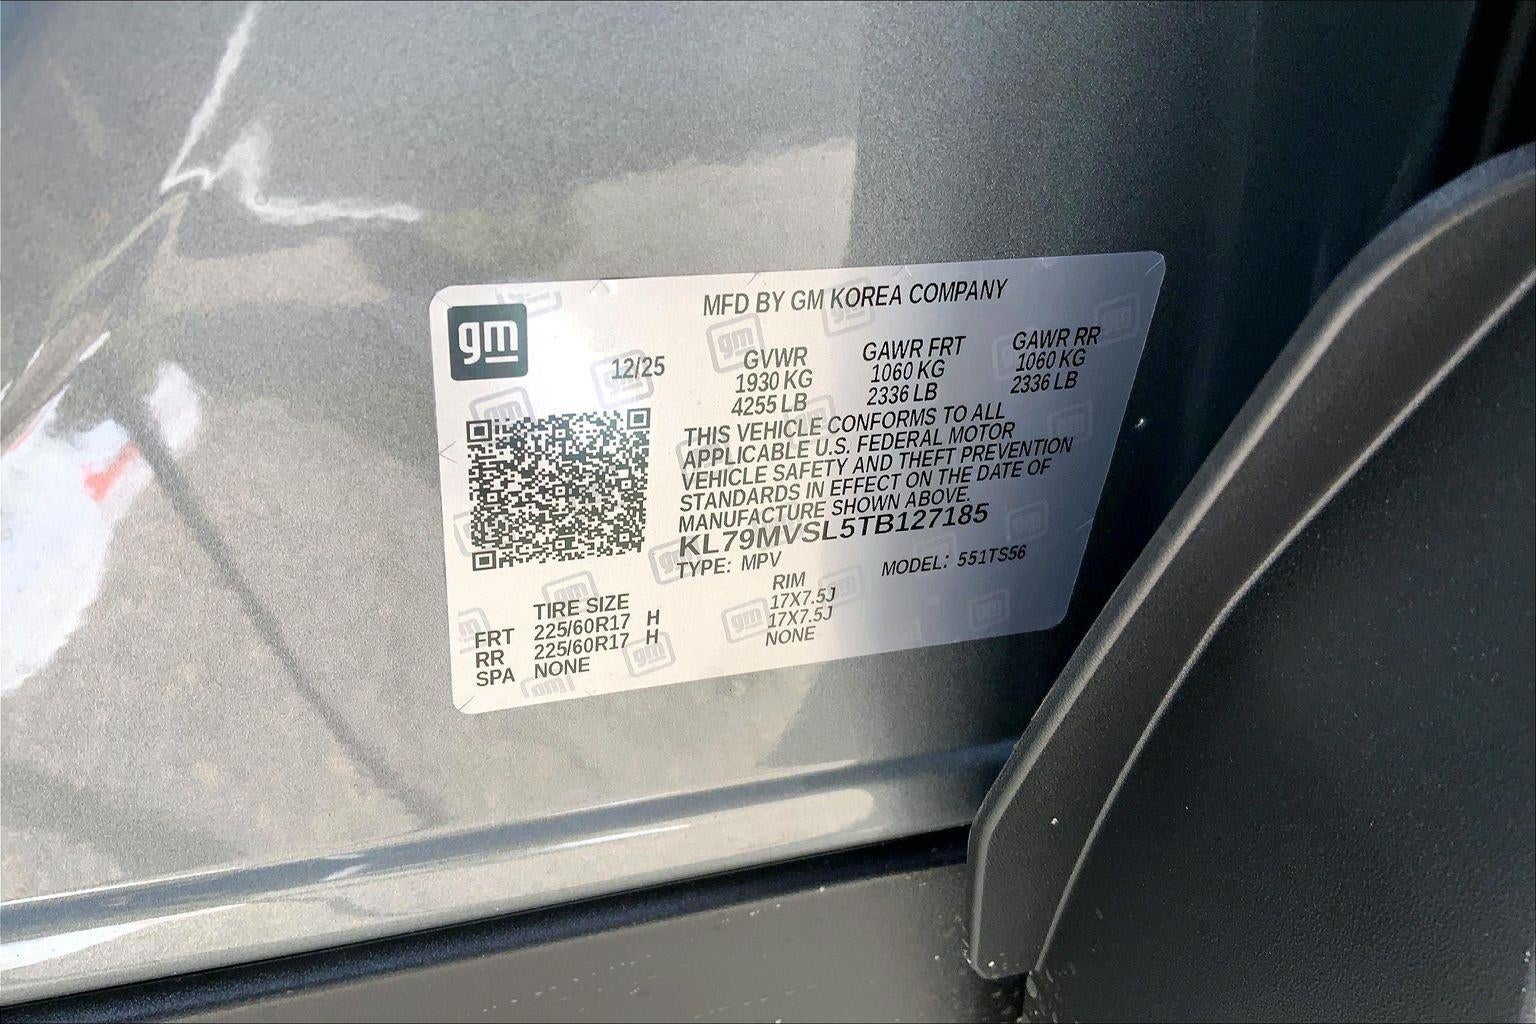 gm
MFD BY GM KOREA COMPANY
12/25
GVWR GAWR FRT GAWR RR
1930 KG 1060 KG 1060 KG
4255 LB 2336 LB 2336 LB
THIS VEHICLE CONFORMS TO ALL
APPLICABLE U.S. FEDERAL MOTOR
VEHICLE SAFETY AND THEFT PREVENTION
STANDARDS IN EFFECT ON THE DATE OF
MANUFACTURE SHOWN ABOVE.
KL79MVSL5TB127185
TYPE: MPV MODEL: 551TS56
TIRE SIZE RIM
FRT 225/60R17 H 17X7.5J
RR 225/60R17 H 17X7.5J
SPA NONE NONE